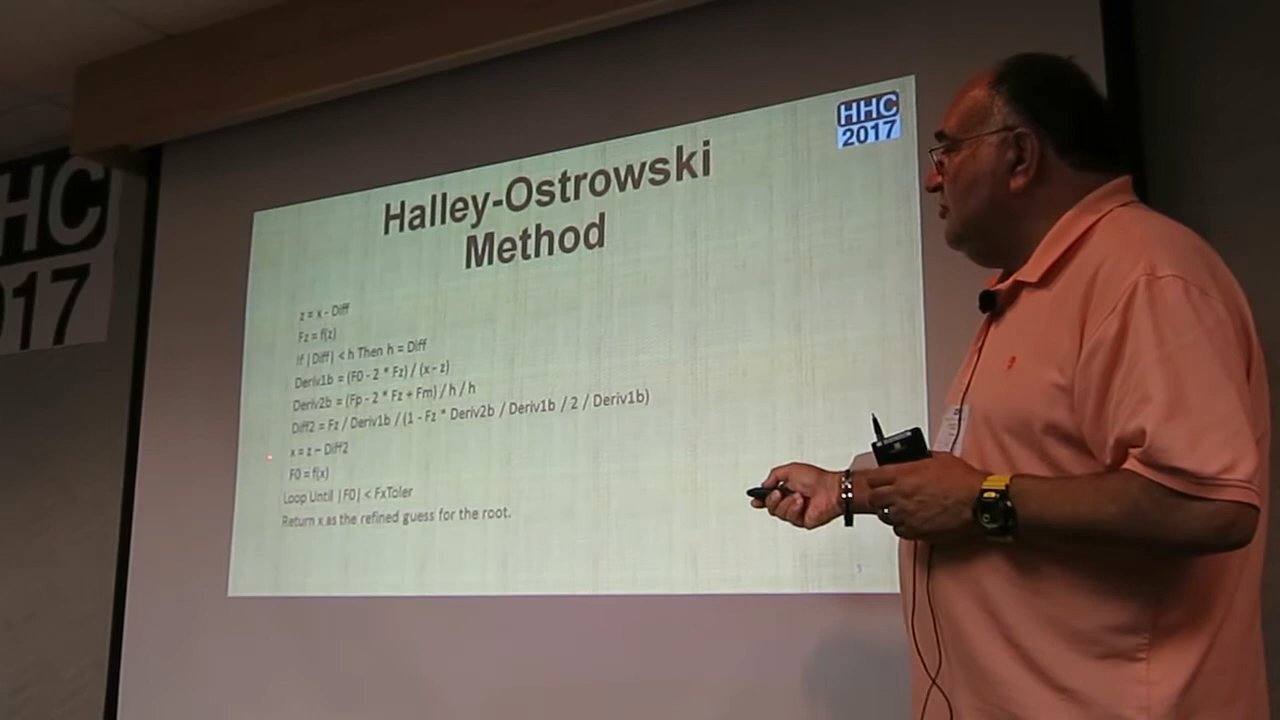 HHC
2017
HC
017
Halley-Ostrowski
Method
z = x - Diff
Fz = f(z)
If |Diff| < h Then h = Diff
Deriv1b = (F0 - 2 * Fz) / (x - z)
Deriv2b = (Fp - 2 * Fz + Fm) / h / h
Diff2 = Fz / Deriv1b / (1 - Fz * Deriv2b / Deriv1b / 2 / Deriv1b)
x = z – Diff2
F0 = f(x)
Loop Until |F0| < FxToler
Return x as the refined guess for the root.